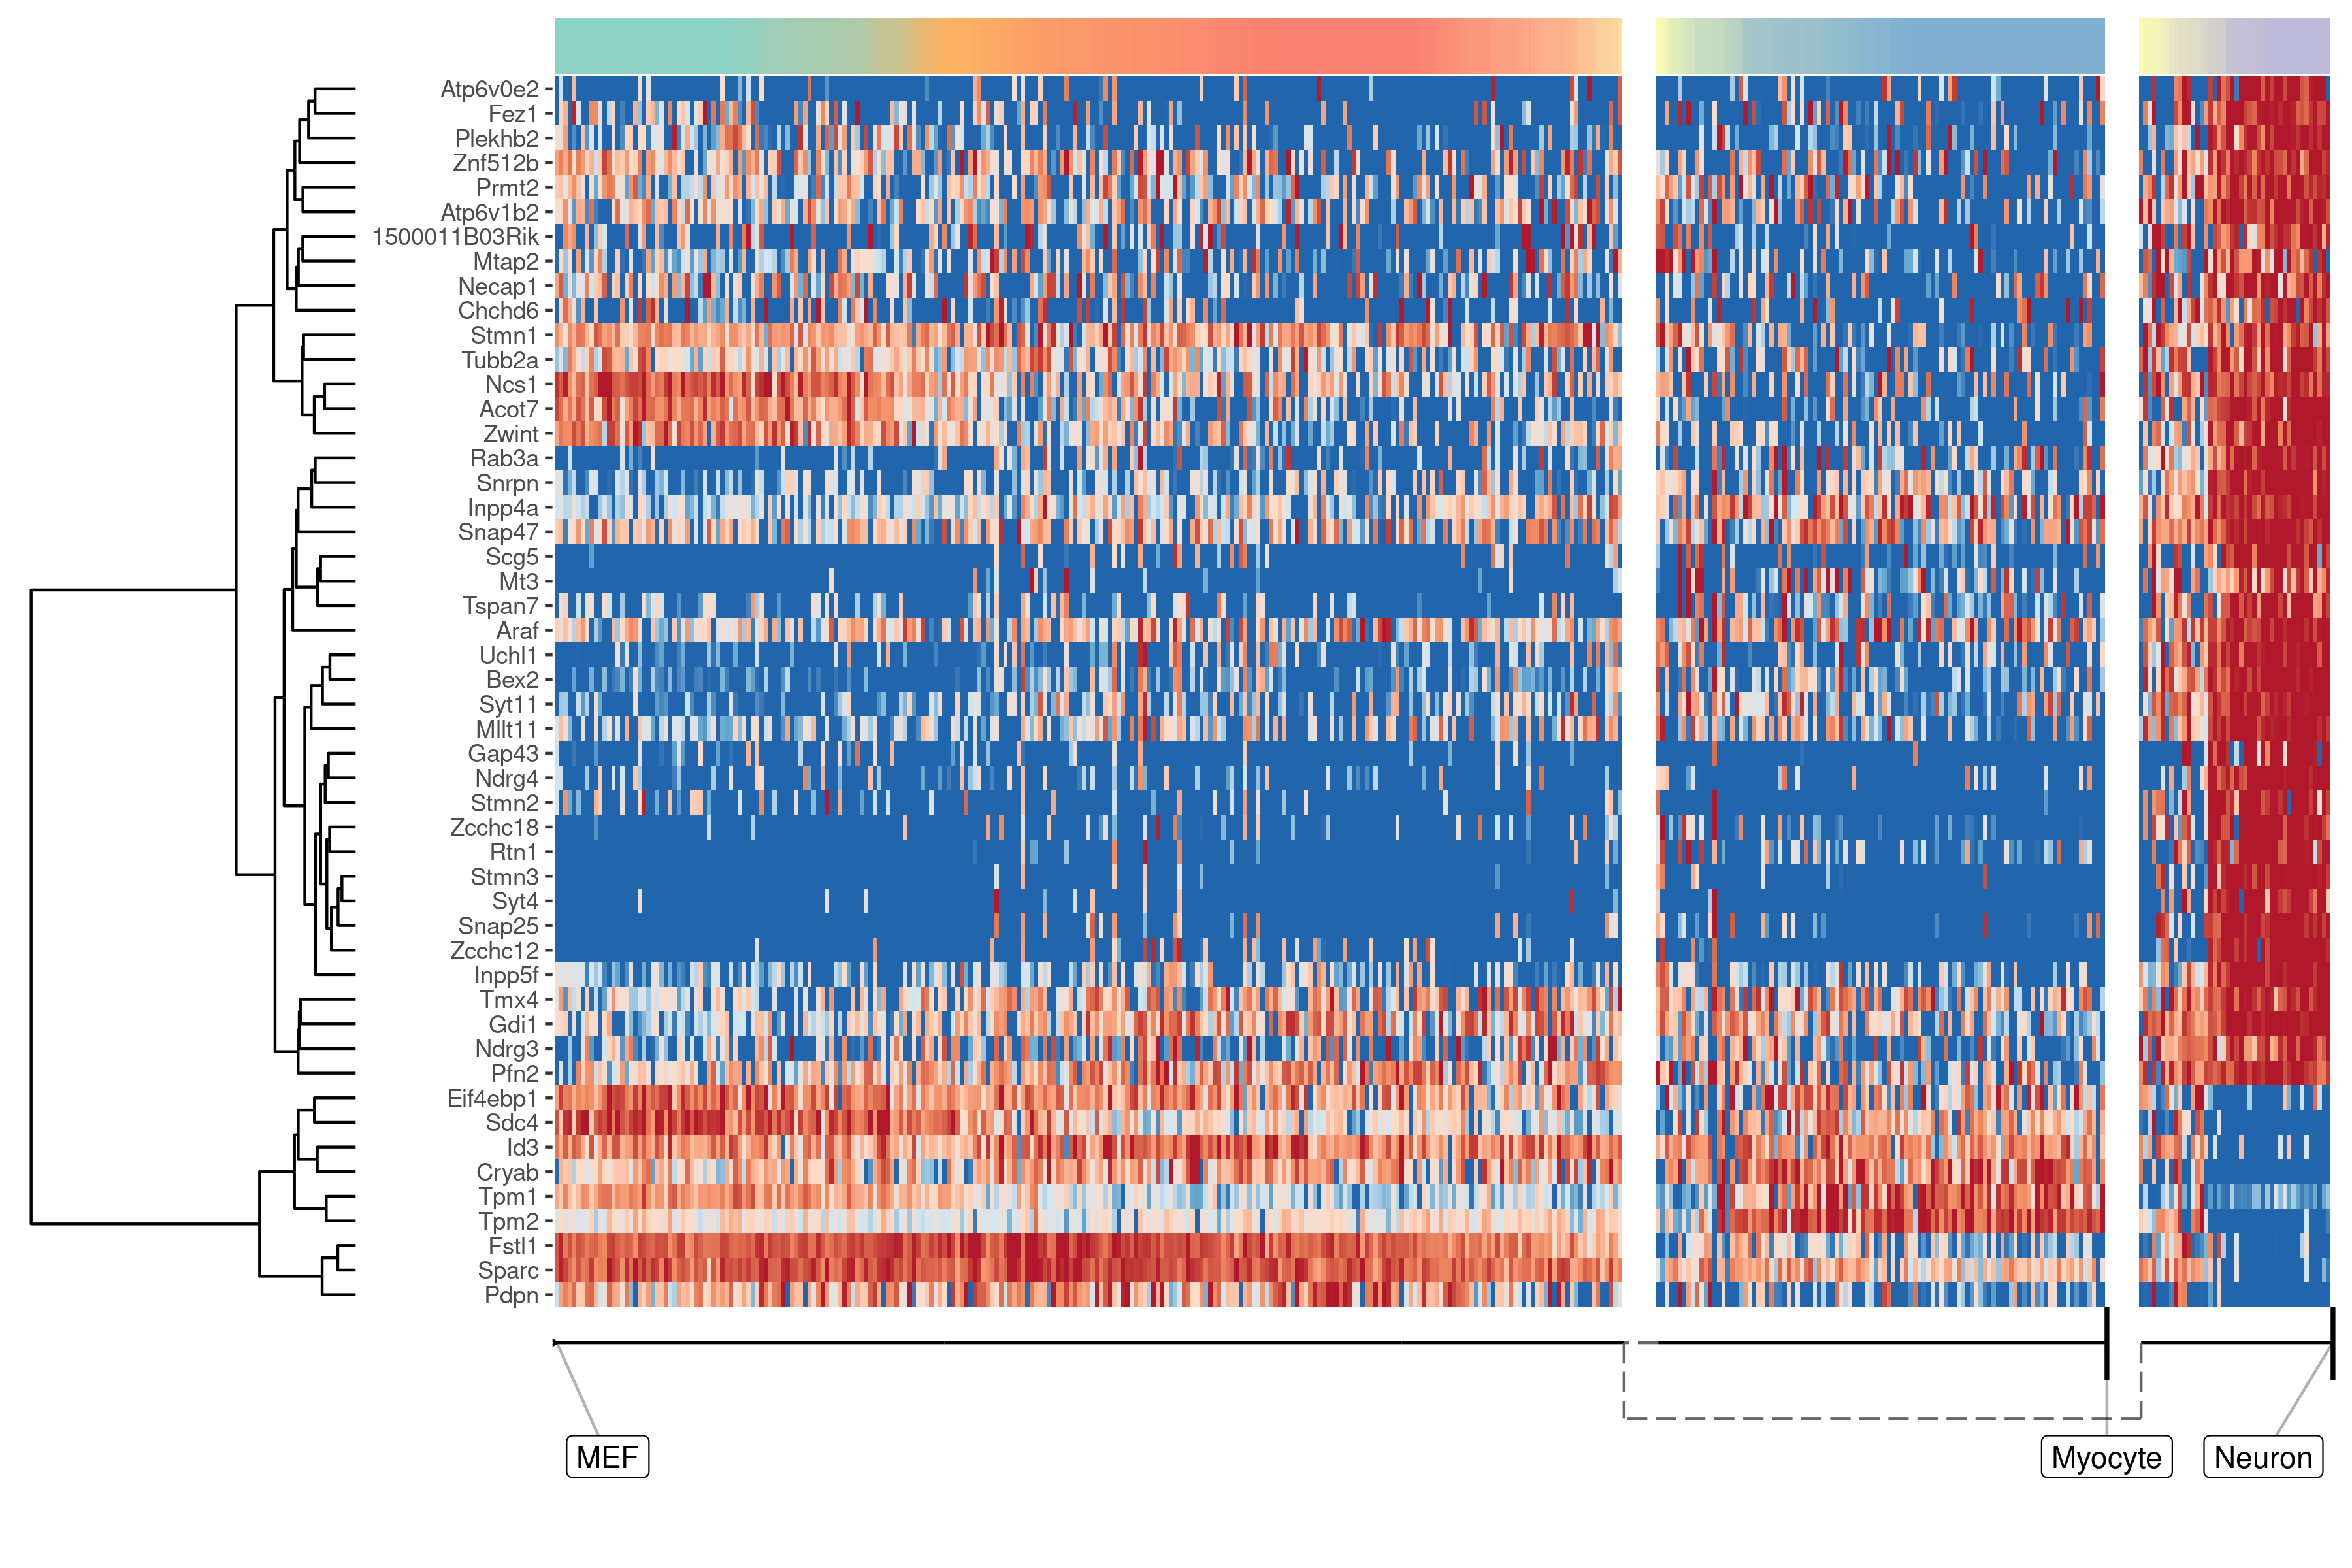 Atp6v0e2
Fez1
Plekhb2
Znf512b
Prmt2
Atp6v1b2
1500011B03Rik
Mtap2
Necap1
Chchd6
Stmn1
Tubb2a
Ncs1
Acot7
Zwint
Rab3a
Snrpn
Inpp4a
Snap47
Scg5
Mt3
Tspan7
Araf
Uchl1
Bex2
Syt11
Mllt11
Gap43
Ndrg4
Stmn2
Zcchc18
Rtn1
Stmn3
Syt4
Snap25
Zcchc12
Inpp5f
Tmx4
Gdi1
Ndrg3
Pfn2
Eif4ebp1
Sdc4
Id3
Cryab
Tpm1
Tpm2
Fstl1
Sparc
Pdpn
MEF Myocyte Neuron